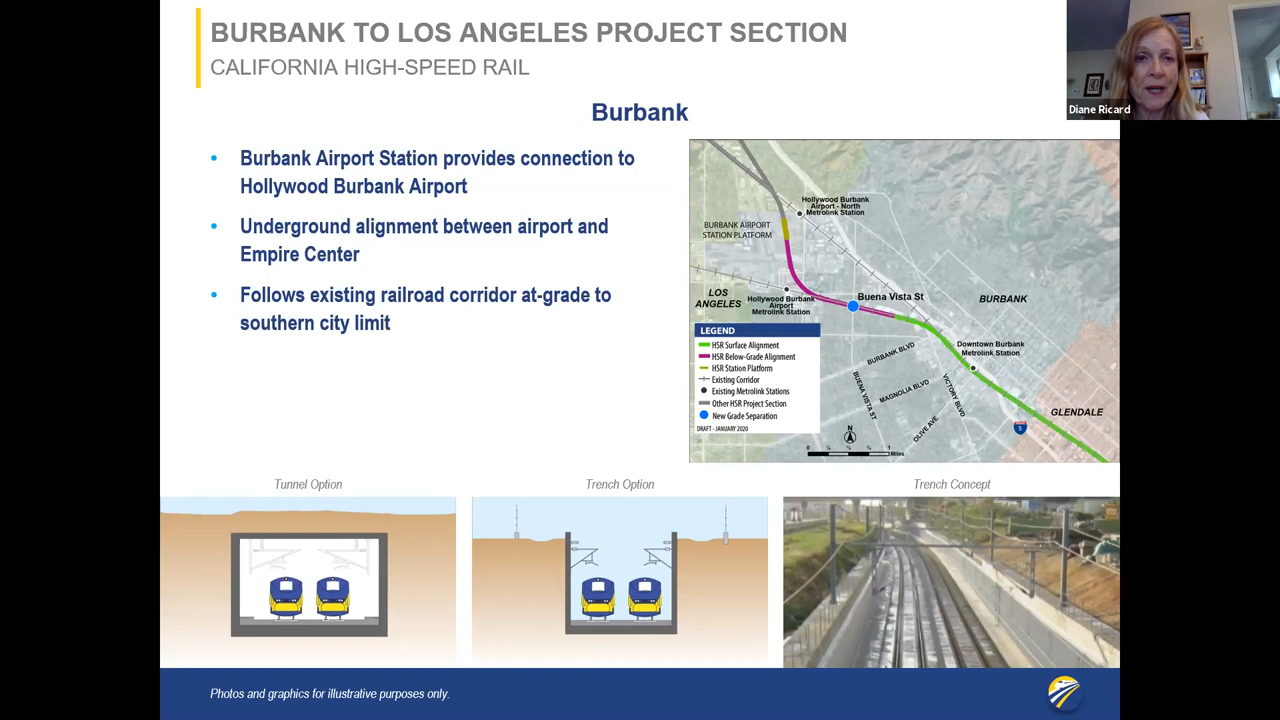 BURBANK TO LOS ANGELES PROJECT SECTION
CALIFORNIA HIGH-SPEED RAIL
Diane Ricard
Burbank
• Burbank Airport Station provides connection to
Hollywood Burbank Airport
• Underground alignment between airport and
Empire Center
• Follows existing railroad corridor at-grade to
southern city limit
Hollywood Burbank
Airport - North
Metrolink Station
BURBANK AIRPORT
STATION PLATFORM
LOS
ANGELES
Hollywood Burbank
Airport
Metrolink Station
Buena Vista St
BURBANK
Downtown Burbank
Metrolink Station
BURBANK BLVD
BUENA VISTA ST
MAGNOLIA BLVD
VICTORY BLVD
OLIVE AVE
GLENDALE
5
LEGEND
HSR Surface Alignment
HSR Below-Grade Alignment
HSR Station Platform
Existing Corridor
Existing Metrolink Stations
Other HSR Project Section
New Grade Separation
DRAFT - JANUARY 2020
N
Miles
Tunnel Option
Trench Option
Trench Concept
Photos and graphics for illustrative purposes only.